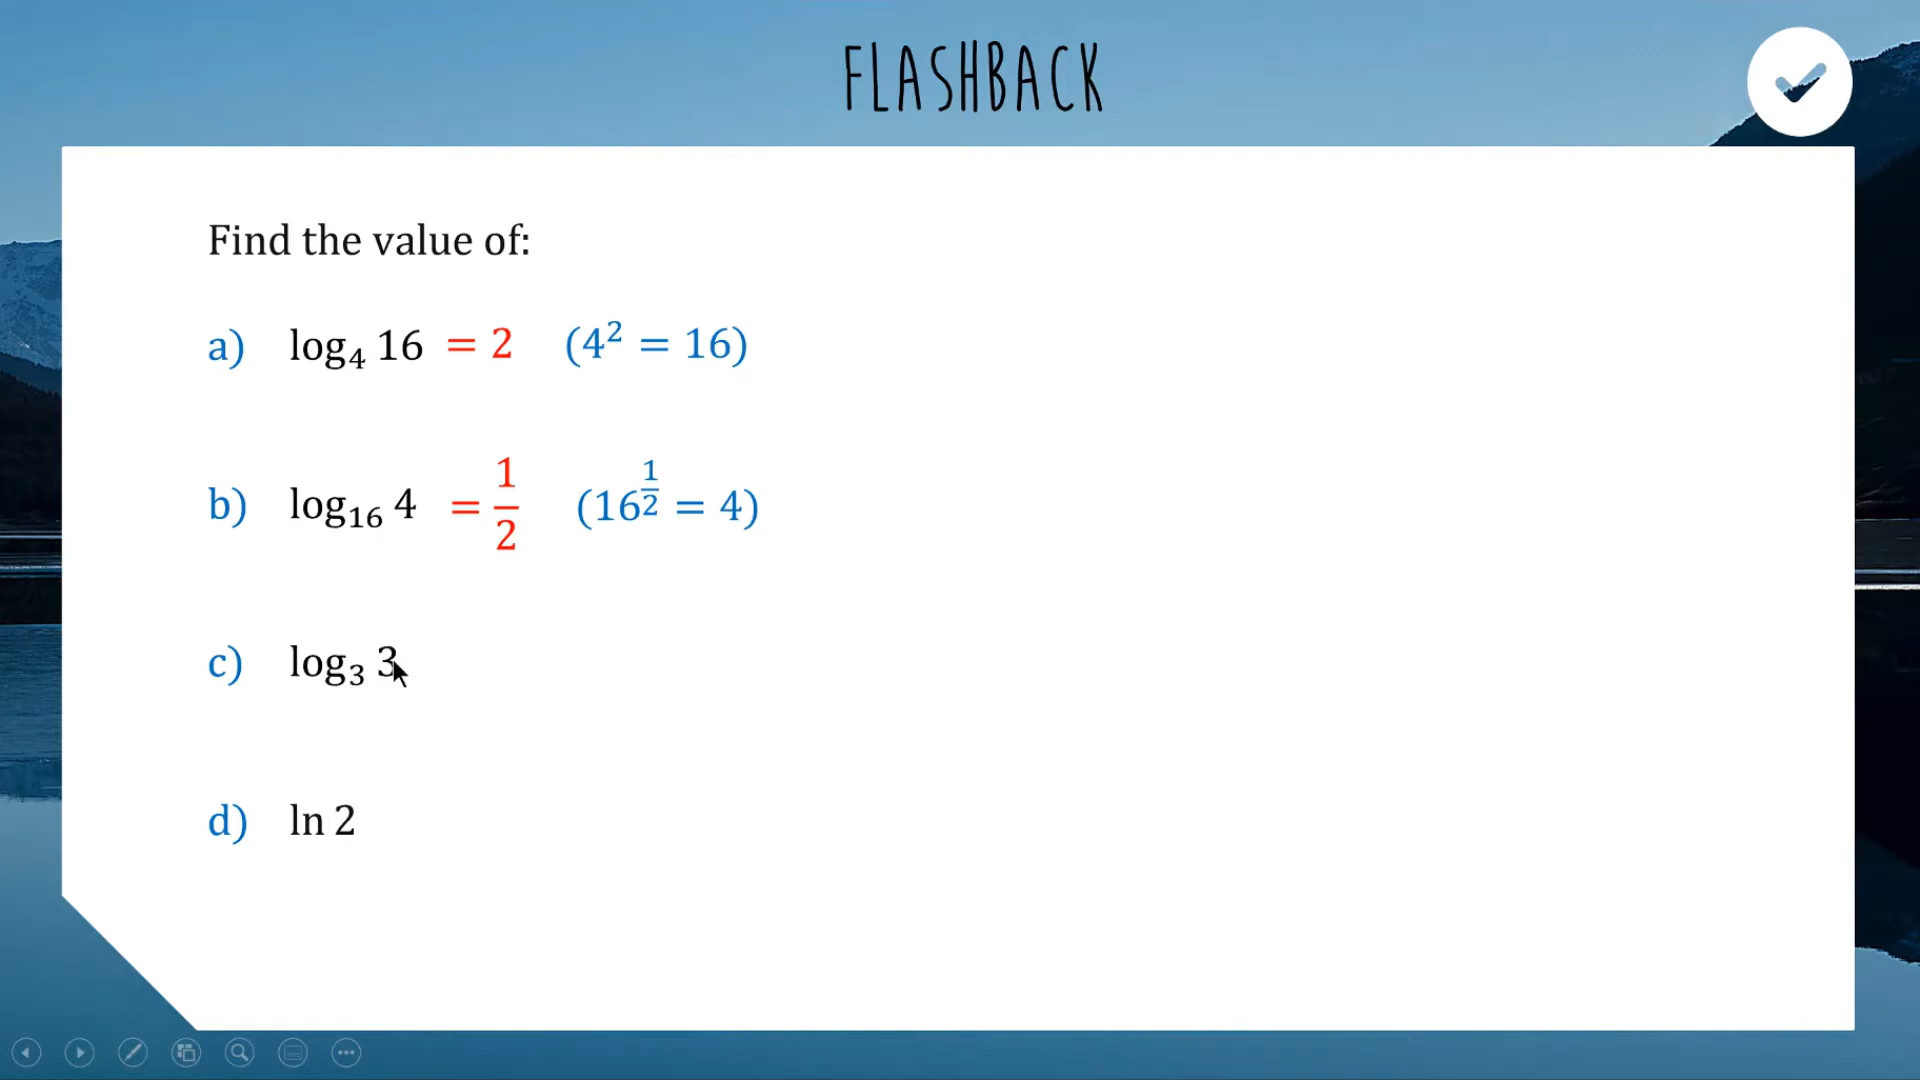 FLASHBACK
Find the value of:
a) log₄ 16 = 2 (4² = 16)
b) log₁₆ 4 = 1/2 (16^(1/2) = 4)
c) log₃ 3
d) ln 2